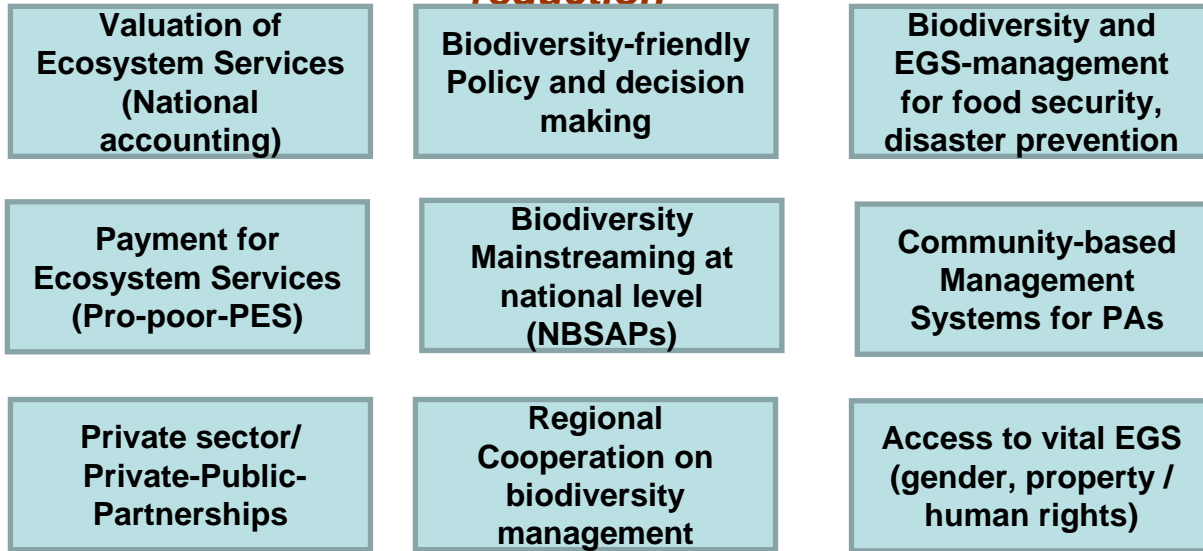 reduction
Valuation of
Ecosystem Services
(National
accounting)
Biodiversity-friendly
Policy and decision
making
Biodiversity and
EGS-management
for food security,
disaster prevention
Payment for
Ecosystem Services
(Pro-poor-PES)
Biodiversity
Mainstreaming at
national level
(NBSAPs)
Community-based
Management
Systems for PAs
Private sector/
Private-Public-
Partnerships
Regional
Cooperation on
biodiversity
management
Access to vital EGS
(gender, property /
human rights)